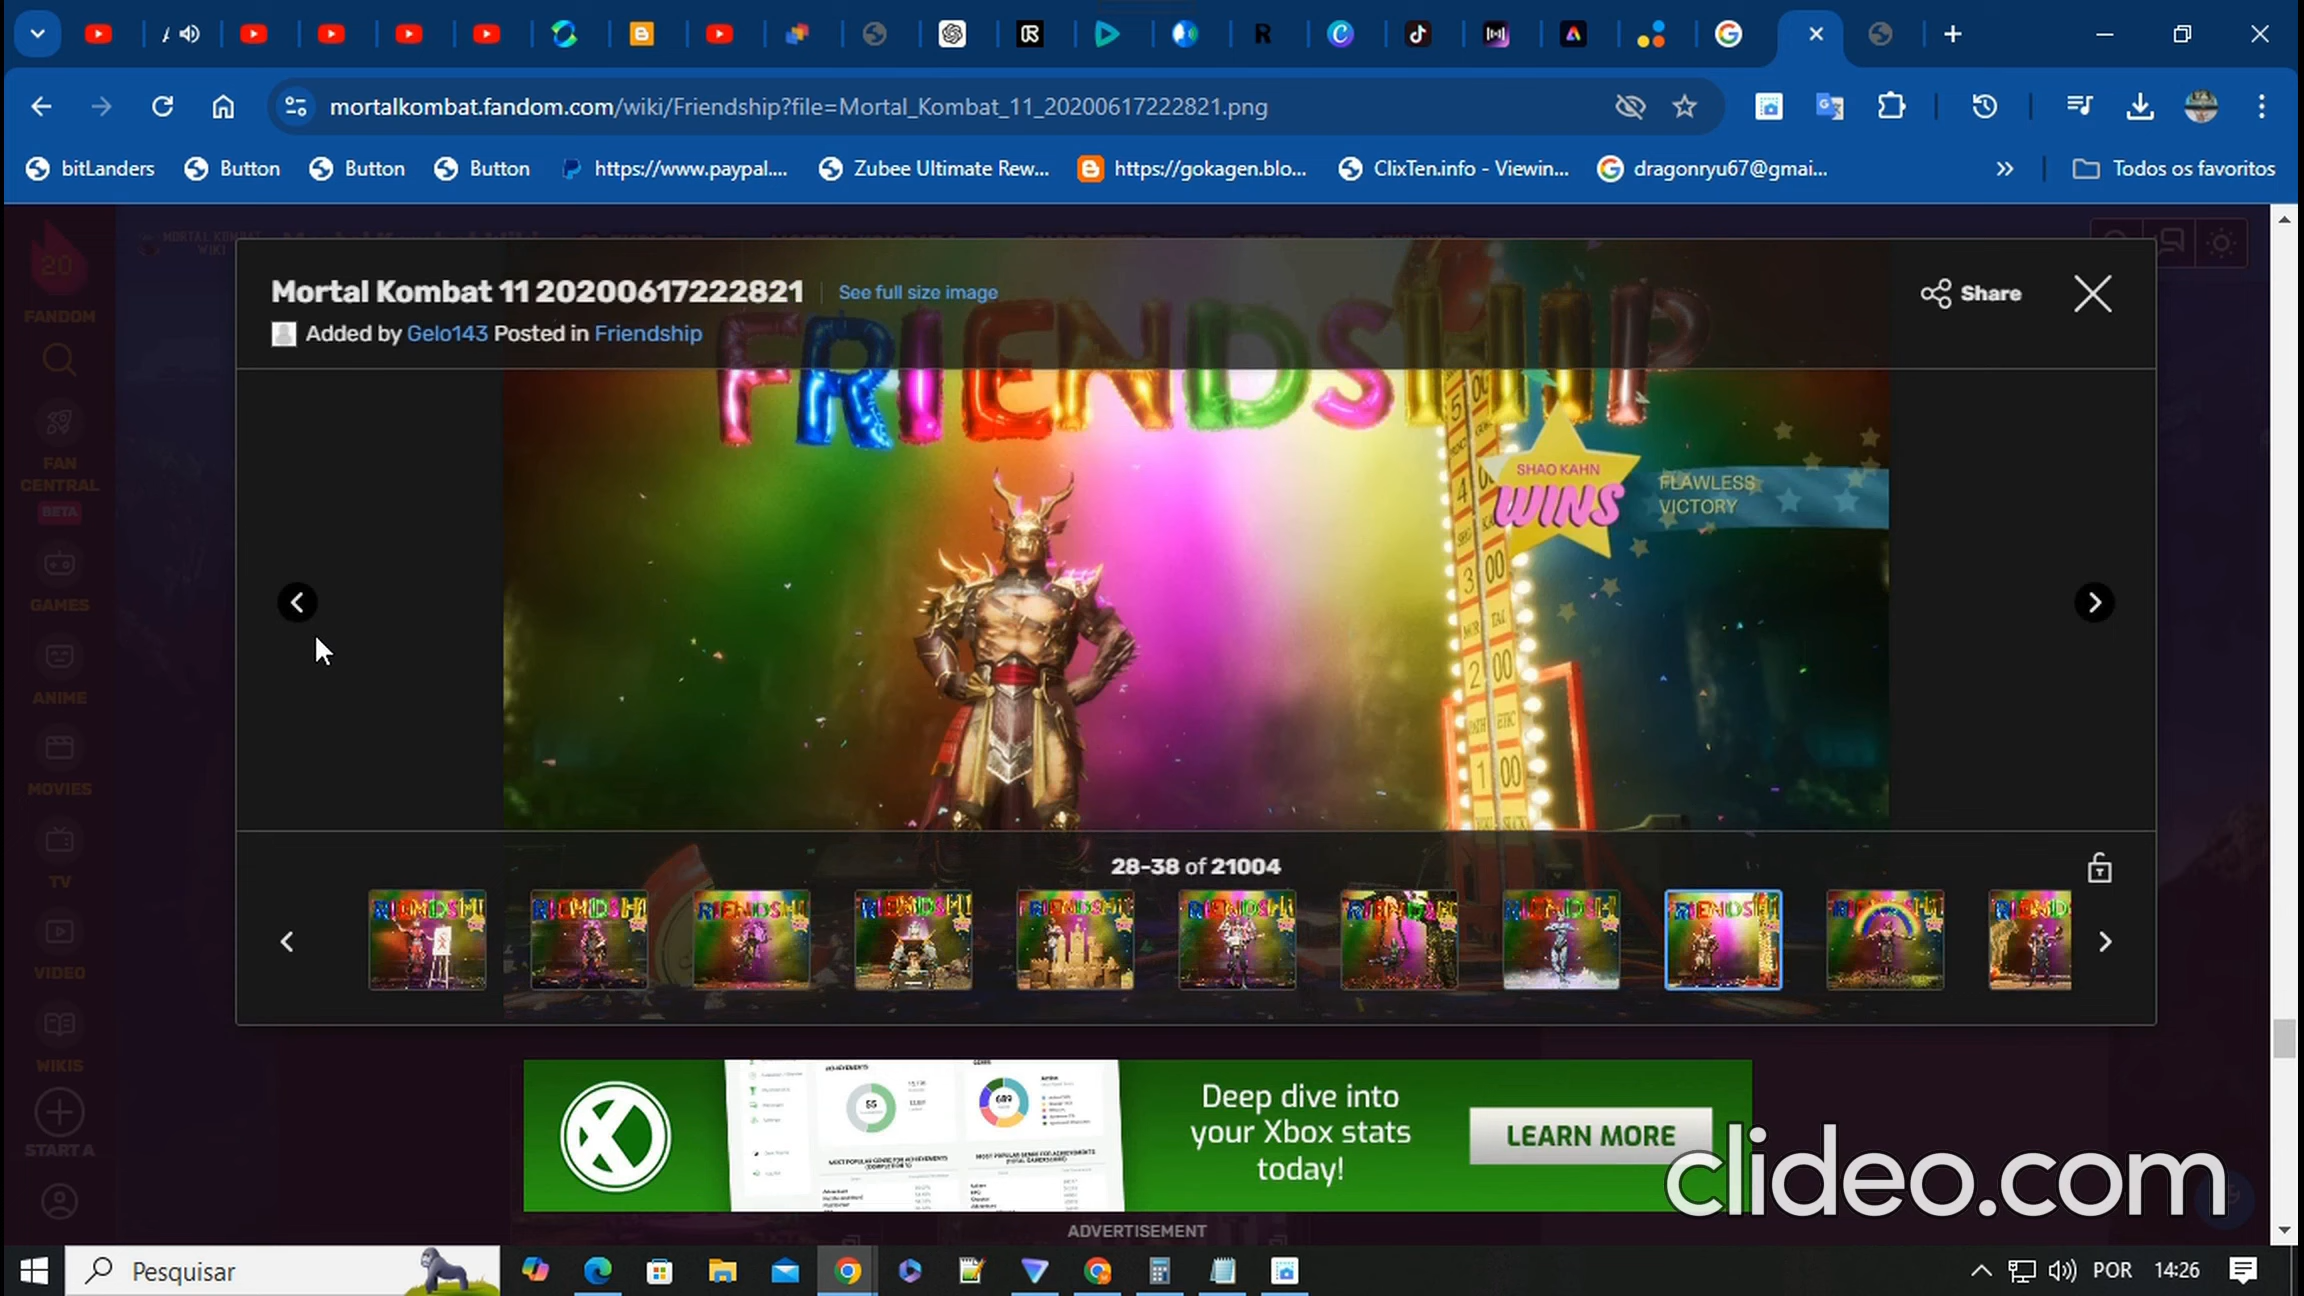 mortalkombat.fandom.com/wiki/Friendship?file=Mortal_Kombat_11_20200617222821.png
bitLanders
Button
Button
Button
https://www.paypal....
Zubee Ultimate Rew...
https://gokagen.blo...
ClixTen.info - Viewin...
dragonryu67@gmai...
Todos os favoritos
20
FANDOM
FAN
CENTRAL
BETA
GAMES
ANIME
MOVIES
TV
VIDEO
WIKIS
START A
Mortal Kombat 11 20200617222821
See full size image
Share
Added by Gelo143 Posted in Friendship
FRIENDSHIP
SHAO KAHN
WINS
FLAWLESS
VICTORY
300
200
100
28-38 of 21004
Deep dive into
your Xbox stats
today!
LEARN MORE
ADVERTISEMENT
clideo.com
Pesquisar
POR
14:26